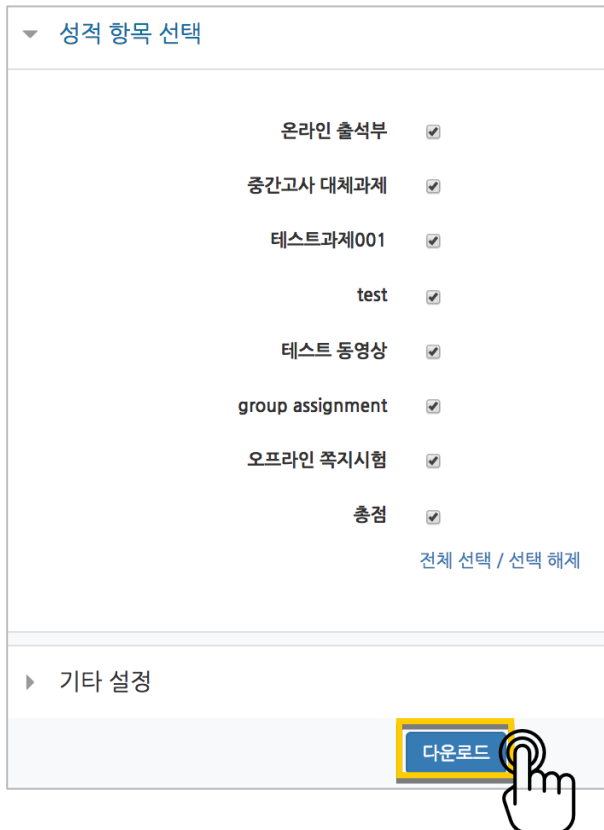 성적 항목 선택
온라인 출석부
중간고사 대체과제
테스트과제001
test
테스트 동영상
group assignment
오프라인 쪽지시험
총점
전체 선택 / 선택 해제
기타 설정
다운로드